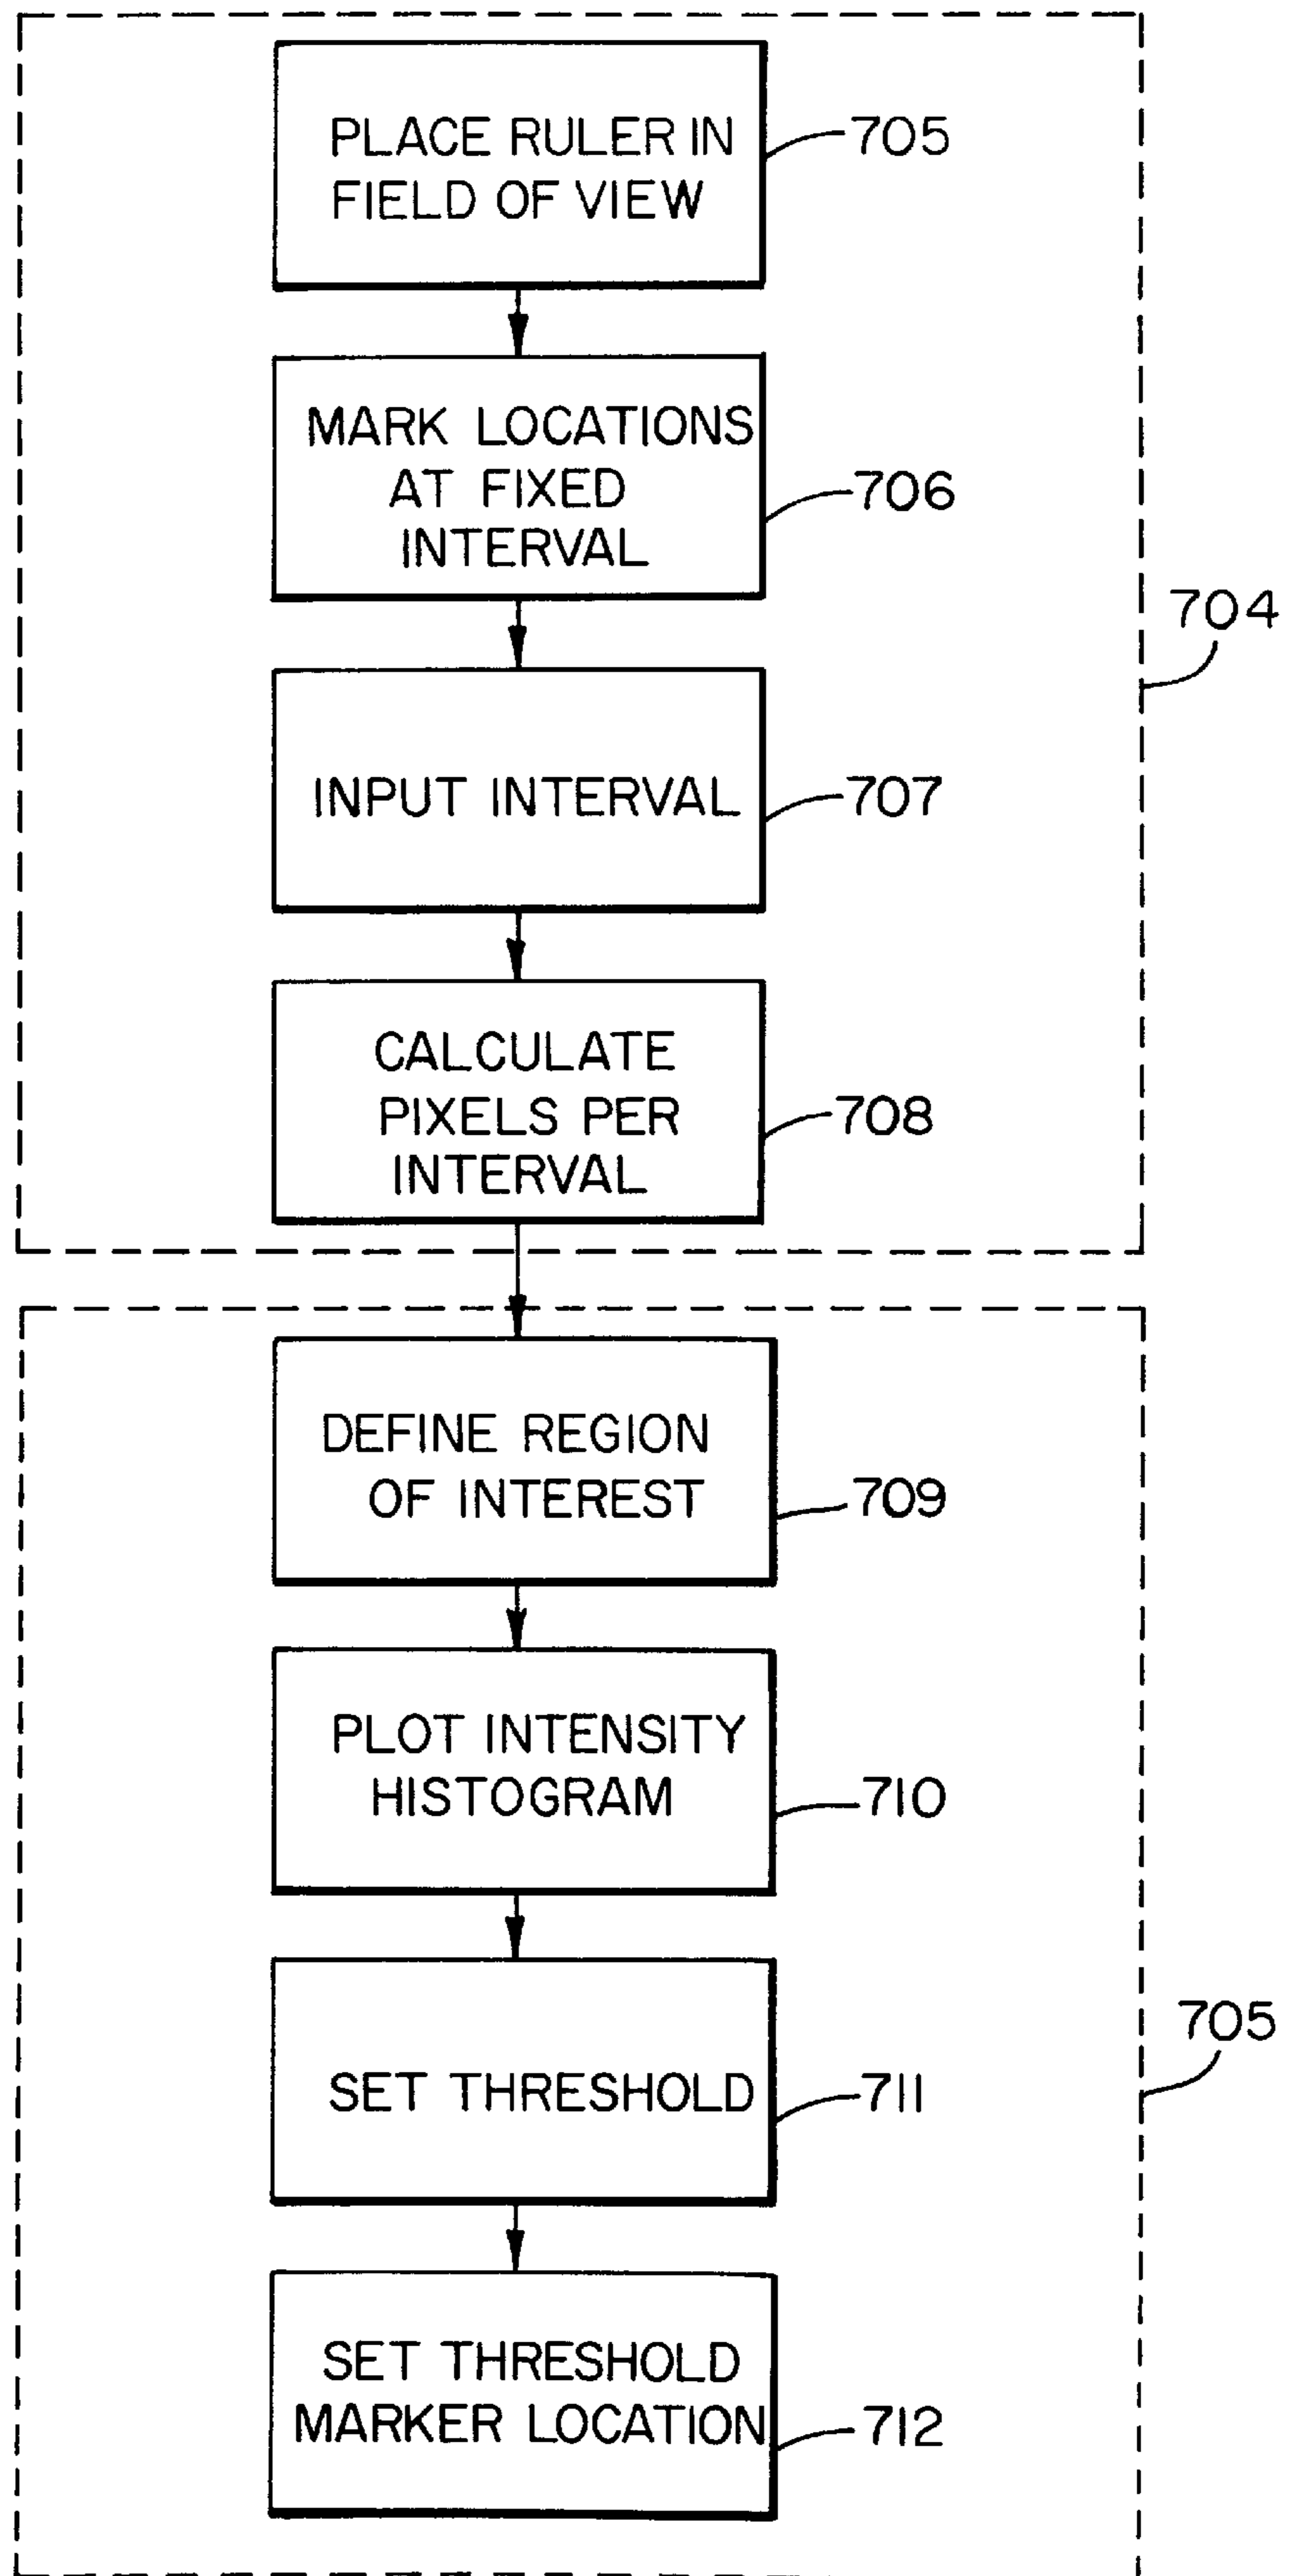 PLACE RULER IN
FIELD OF VIEW
705
MARK LOCATIONS
AT FIXED
INTERVAL
706
704
INPUT INTERVAL
707
CALCULATE
PIXELS PER
INTERVAL
708
DEFINE REGION
OF INTEREST
709
PLOT INTENSITY
HISTOGRAM
710
705
SET THRESHOLD
711
SET THRESHOLD
MARKER LOCATION
712